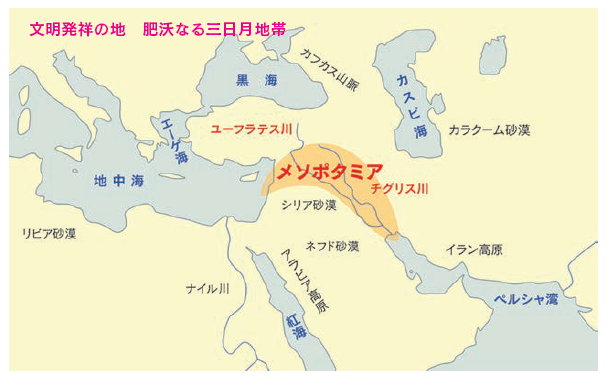 文明発祥の地　肥沃なる三日月地帯
黒海
カフカス山脈
カスピ海
エーゲ海
ユーフラテス川
カラクーム砂漠
地中海
メソポタミア
チグリス川
シリア砂漠
リビア砂漠
ネフド砂漠
イラン高原
アラビア高原
ナイル川
ペルシャ湾
紅海